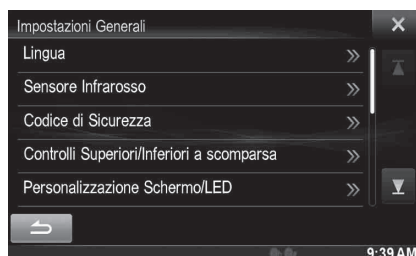 Impostazioni Generali
Lingua
Sensore Infrarosso
Codice di Sicurezza
Controlli Superiori/Inferiori a scomparsa
Personalizzazione Schermo/LED
9:39 AM